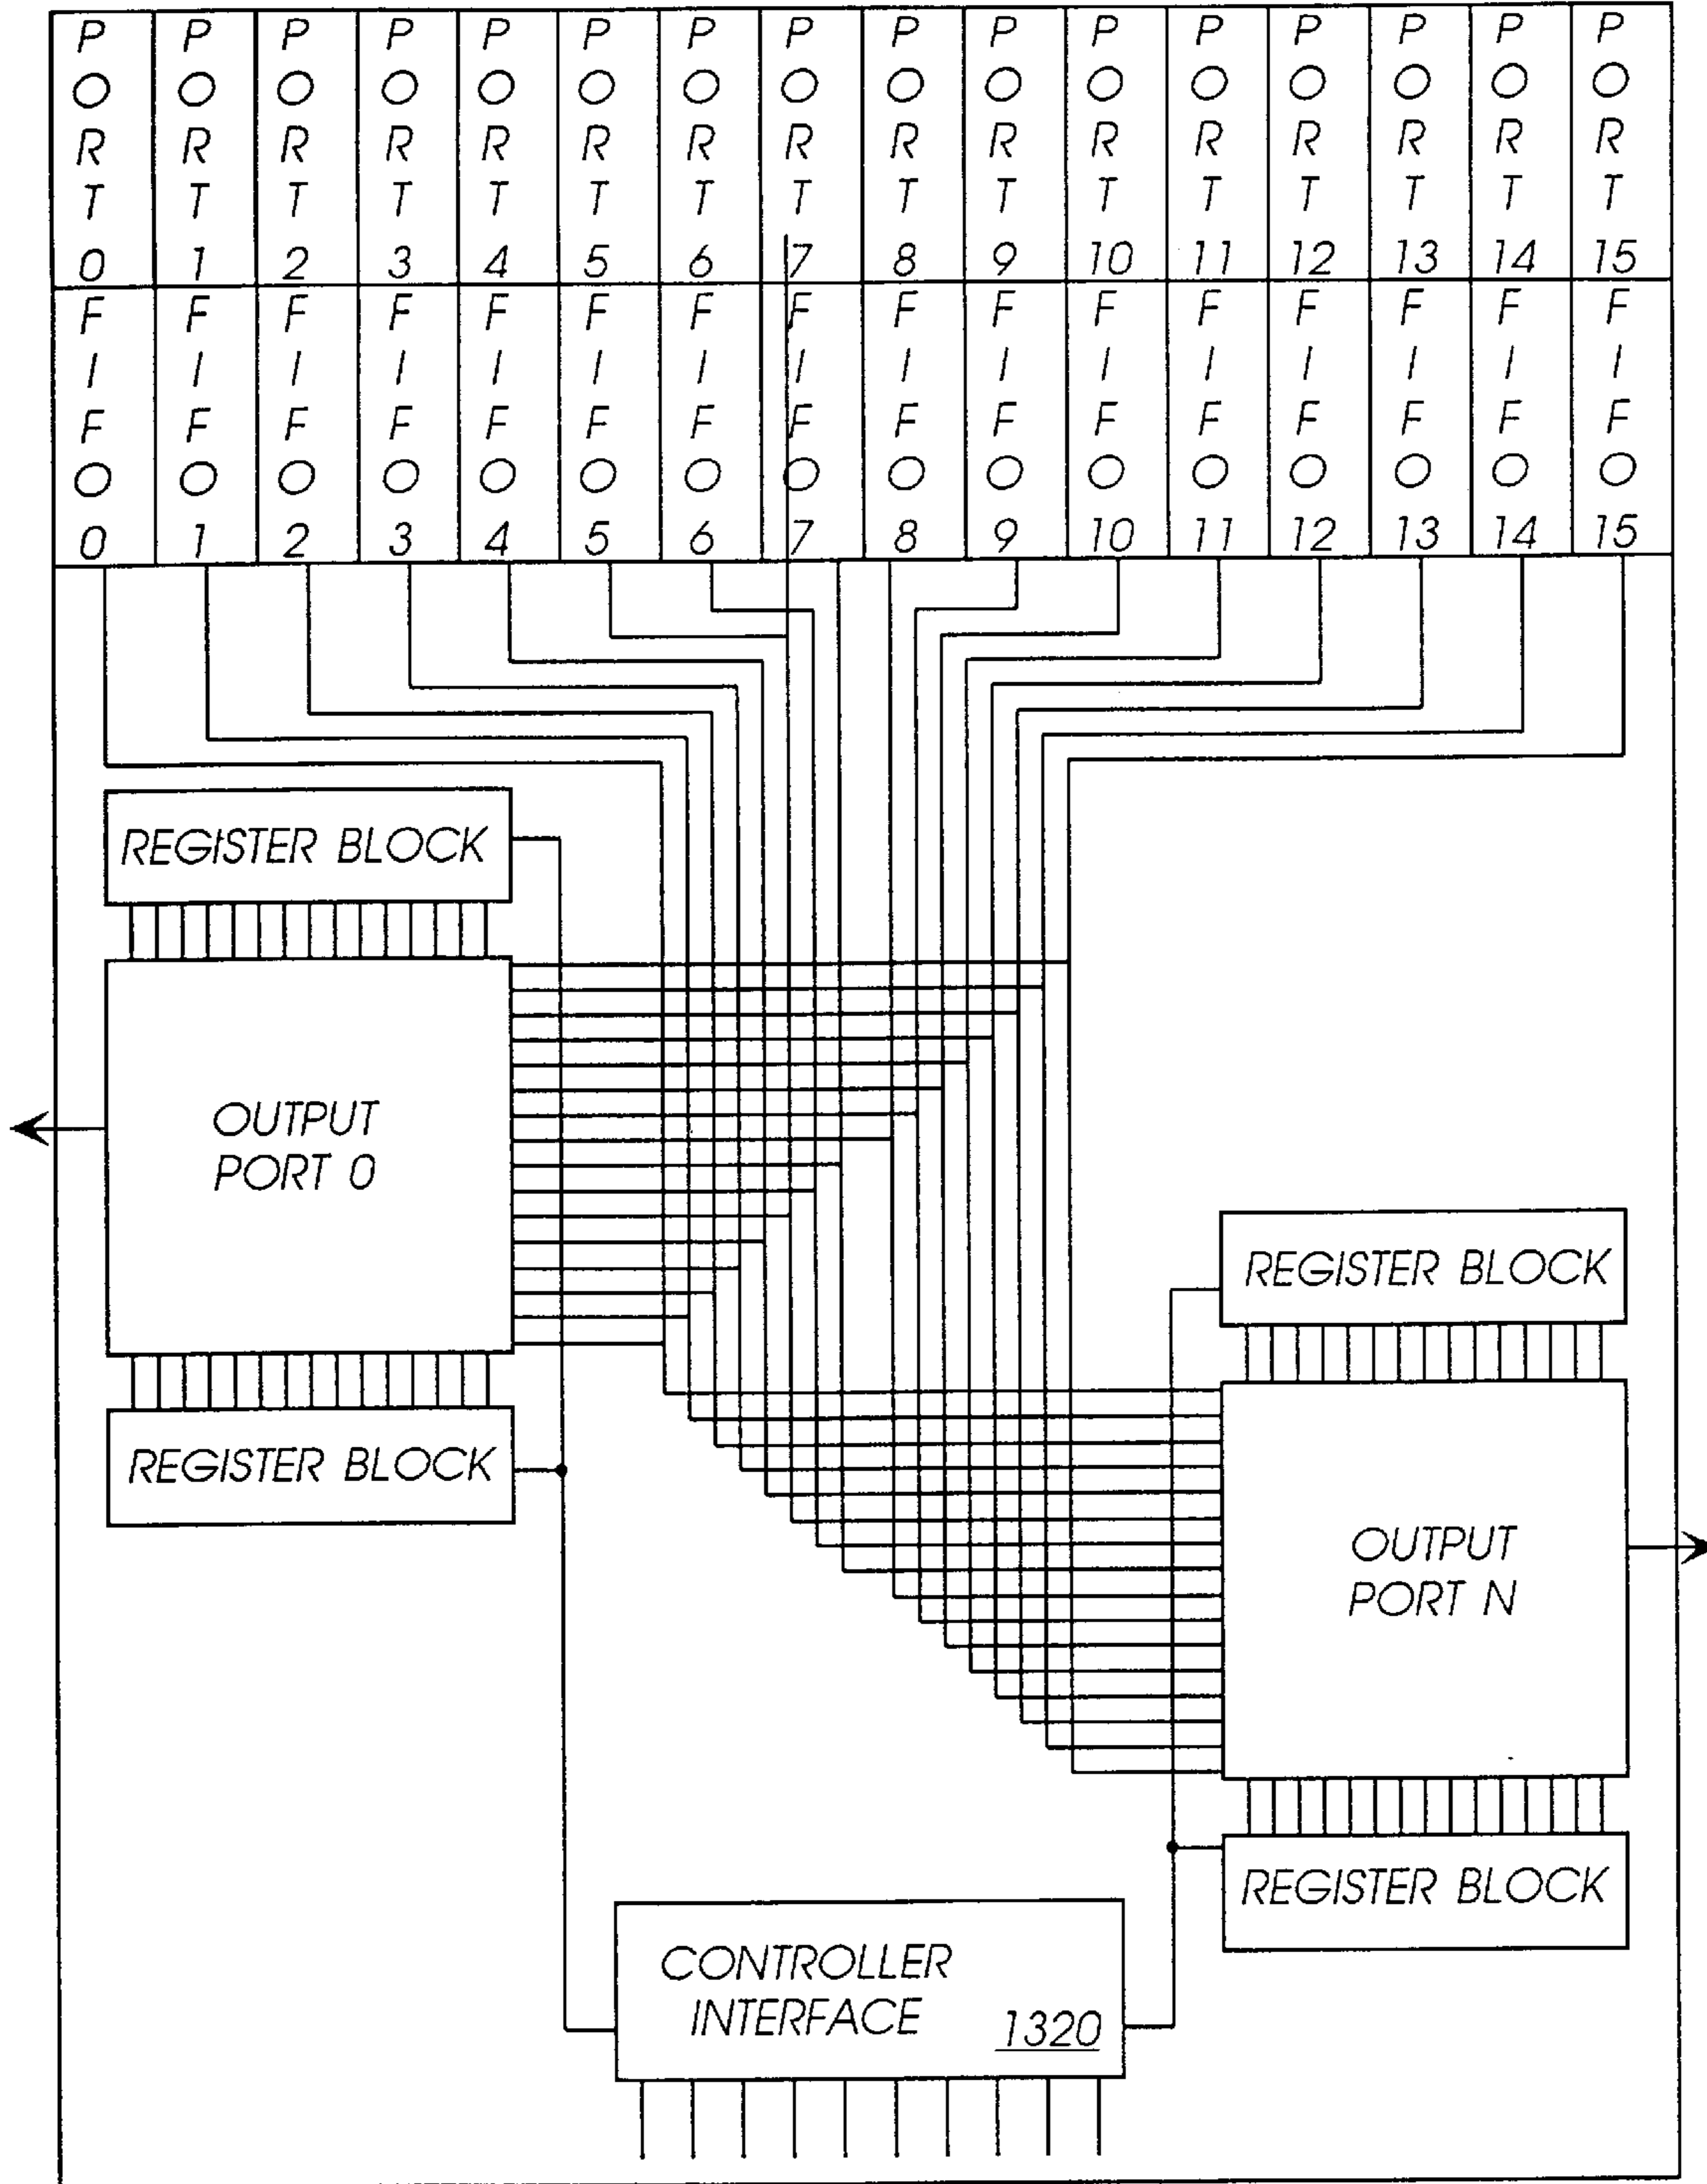 PORT 0
PORT 1
PORT 2
PORT 3
PORT 4
PORT 5
PORT 6
PORT 7
PORT 8
PORT 9
PORT 10
PORT 11
PORT 12
PORT 13
PORT 14
PORT 15
FIFO 0
FIFO 1
FIFO 2
FIFO 3
FIFO 4
FIFO 5
FIFO 6
FIFO 7
FIFO 8
FIFO 9
FIFO 10
FIFO 11
FIFO 12
FIFO 13
FIFO 14
FIFO 15
REGISTER BLOCK
OUTPUT
PORT 0
REGISTER BLOCK
REGISTER BLOCK
OUTPUT
PORT N
REGISTER BLOCK
CONTROLLER
INTERFACE 1320